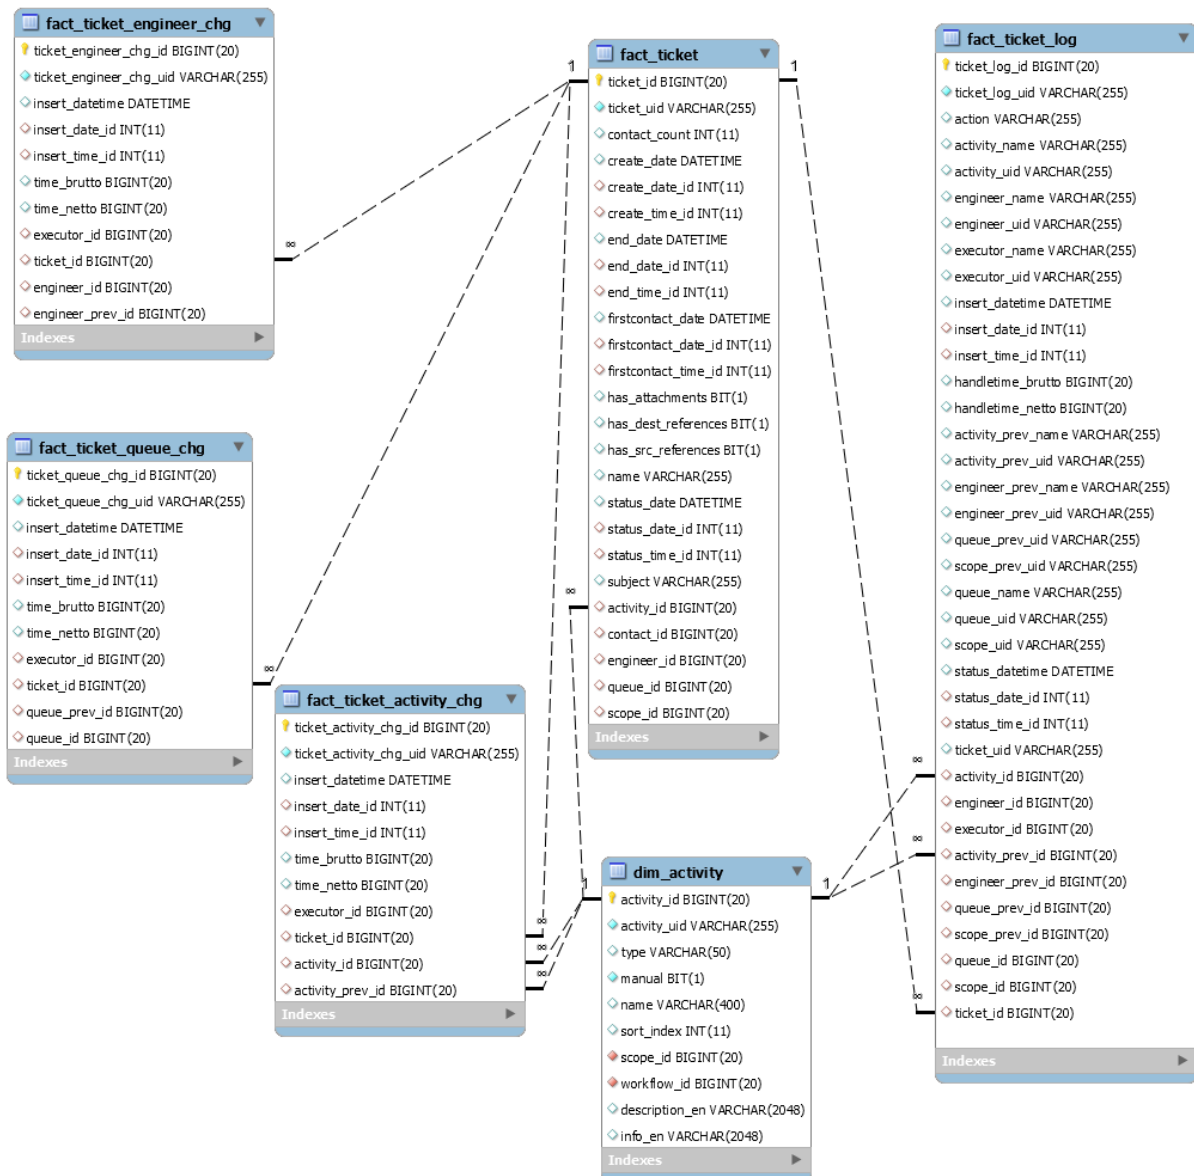 fact_ticket_engineer_chg
ticket_engineer_chg_id BIGINT(20)
ticket_engineer_chg_uid VARCHAR(255)
insert_datetime DATETIME
insert_date_id INT(11)
insert_time_id INT(11)
time_brutto BIGINT(20)
time_netto BIGINT(20)
executor_id BIGINT(20)
ticket_id BIGINT(20)
engineer_id BIGINT(20)
engineer_prev_id BIGINT(20)
Indexes
∞
fact_ticket_queue_chg
ticket_queue_chg_id BIGINT(20)
ticket_queue_chg_uid VARCHAR(255)
insert_datetime DATETIME
insert_date_id INT(11)
insert_time_id INT(11)
time_brutto BIGINT(20)
time_netto BIGINT(20)
executor_id BIGINT(20)
ticket_id BIGINT(20)
queue_prev_id BIGINT(20)
queue_id BIGINT(20)
Indexes
∞
fact_ticket_activity_chg
ticket_activity_chg_id BIGINT(20)
ticket_activity_chg_uid VARCHAR(255)
insert_datetime DATETIME
insert_date_id INT(11)
insert_time_id INT(11)
time_brutto BIGINT(20)
time_netto BIGINT(20)
executor_id BIGINT(20)
ticket_id BIGINT(20)
activity_id BIGINT(20)
activity_prev_id BIGINT(20)
Indexes
∞
∞
∞
1
fact_ticket
1
ticket_id BIGINT(20)
ticket_uid VARCHAR(255)
contact_count INT(11)
create_date DATETIME
create_date_id INT(11)
create_time_id INT(11)
end_date DATETIME
end_date_id INT(11)
end_time_id INT(11)
firstcontact_date DATETIME
firstcontact_date_id INT(11)
firstcontact_time_id INT(11)
has_attachments BIT(1)
has_dest_references BIT(1)
has_src_references BIT(1)
name VARCHAR(255)
status_date DATETIME
status_date_id INT(11)
status_time_id INT(11)
subject VARCHAR(255)
∞
activity_id BIGINT(20)
contact_id BIGINT(20)
engineer_id BIGINT(20)
queue_id BIGINT(20)
scope_id BIGINT(20)
Indexes
dim_activity
1
1
activity_id BIGINT(20)
activity_uid VARCHAR(255)
type VARCHAR(50)
manual BIT(1)
name VARCHAR(400)
sort_index INT(11)
scope_id BIGINT(20)
workflow_id BIGINT(20)
description_en VARCHAR(2048)
info_en VARCHAR(2048)
Indexes
fact_ticket_log
ticket_log_id BIGINT(20)
ticket_log_uid VARCHAR(255)
action VARCHAR(255)
activity_name VARCHAR(255)
activity_uid VARCHAR(255)
engineer_name VARCHAR(255)
engineer_uid VARCHAR(255)
executor_name VARCHAR(255)
executor_uid VARCHAR(255)
insert_datetime DATETIME
insert_date_id INT(11)
insert_time_id INT(11)
handletime_brutto BIGINT(20)
handletime_netto BIGINT(20)
activity_prev_name VARCHAR(255)
activity_prev_uid VARCHAR(255)
engineer_prev_name VARCHAR(255)
engineer_prev_uid VARCHAR(255)
queue_prev_uid VARCHAR(255)
scope_prev_uid VARCHAR(255)
queue_name VARCHAR(255)
queue_uid VARCHAR(255)
scope_uid VARCHAR(255)
status_datetime DATETIME
status_date_id INT(11)
status_time_id INT(11)
ticket_uid VARCHAR(255)
∞
activity_id BIGINT(20)
engineer_id BIGINT(20)
executor_id BIGINT(20)
∞
activity_prev_id BIGINT(20)
engineer_prev_id BIGINT(20)
queue_prev_id BIGINT(20)
scope_prev_id BIGINT(20)
queue_id BIGINT(20)
scope_id BIGINT(20)
∞
ticket_id BIGINT(20)
Indexes